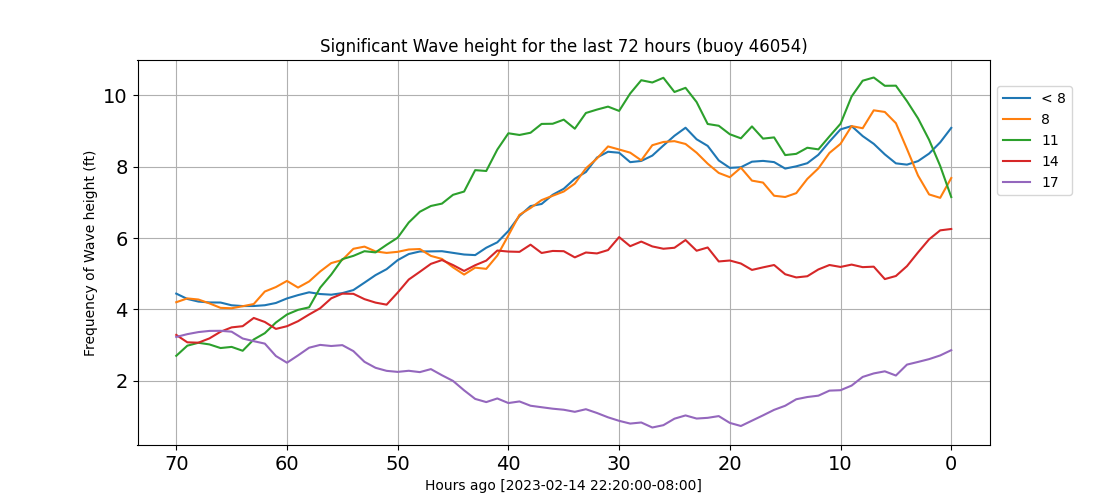 Significant Wave height for the last 72 hours (buoy 46054)
Frequency of Wave height (ft)
10
8
6
4
2
70 60 50 40 30 20 10 0
Hours ago [2023-02-14 22:20:00-08:00]
< 8
8
11
14
17